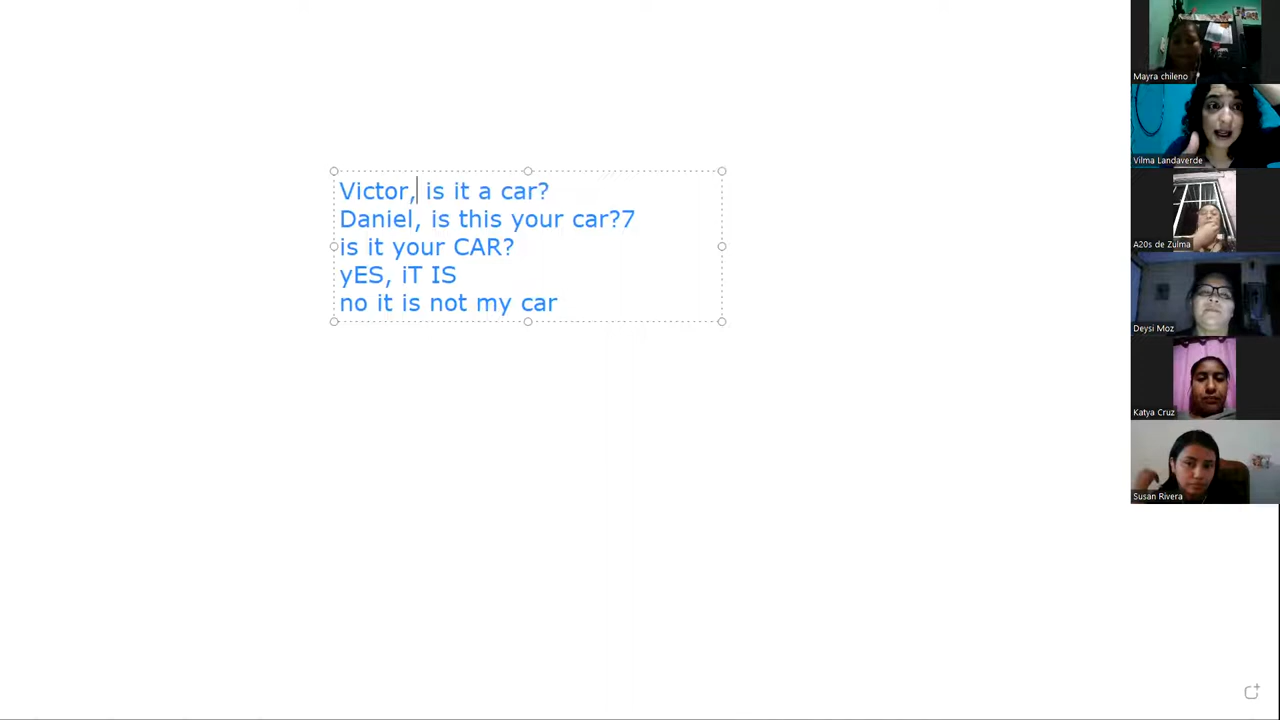 Victor, is it a car?
Daniel, is this your car?7
is it your CAR?
yES, iT IS
no it is not my car
Mayra chileno
Vilma Landaverde
A20s de Zulma
Deysi Moz
Katya Cruz
Susan Rivera